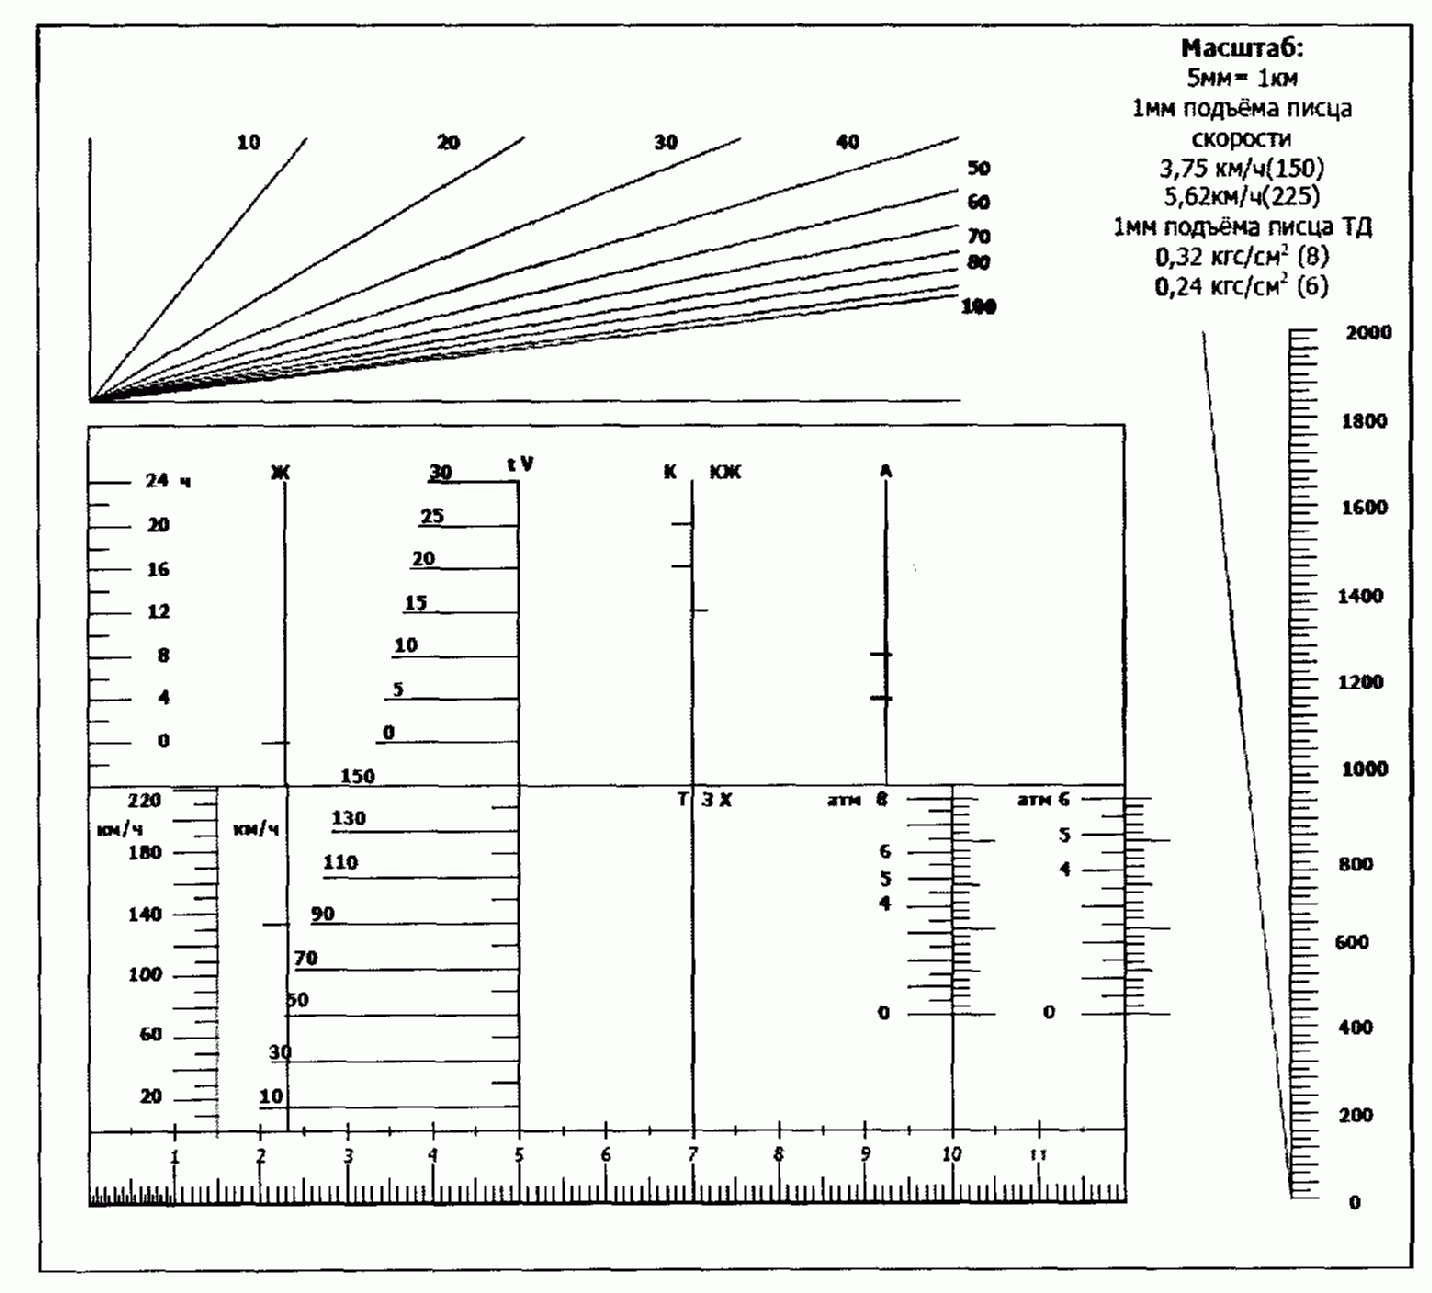 Масштаб:
5мм= 1км
1мм подъёма писца
скорости
3,75 км/ч(150)
5,62км/ч(225)
1мм подъёма писца ТД
0,32 кгс/см² (8)
0,24 кгс/см² (6)
10 20 30 40
50
60
70
80
100
2000
1800
1600
1400
1200
1000
800
600
400
200
0
24 ч Ж 30 t V К КЖ А
20 25
16 20
12 15
8 10
4 5
0 0
150
220 Т З Х атм 8 атм 6
км/ч км/ч 130 5
180 110 6 4
5
140 90 4
100 70
50 0 0
60 30
20 10
1 2 3 4 5 6 7 8 9 10 11